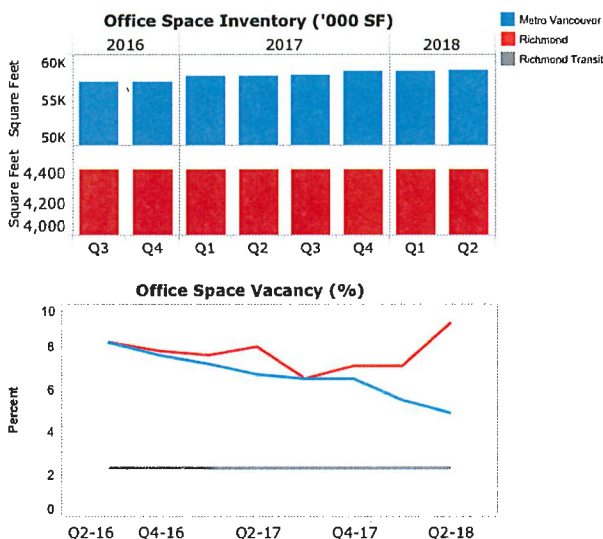 Office Space Inventory ('000 SF)
Metro Vancouver
Richmond
Richmond Transit
2016 2017 2018
Square Feet
60K
55K
50K
Square Feet
4,400
4,200
4,000
Q3 Q4 Q1 Q2 Q3 Q4 Q1 Q2
Office Space Vacancy (%)
Percent
10
8
6
4
2
0
Q2-16 Q4-16 Q2-17 Q4-17 Q2-18